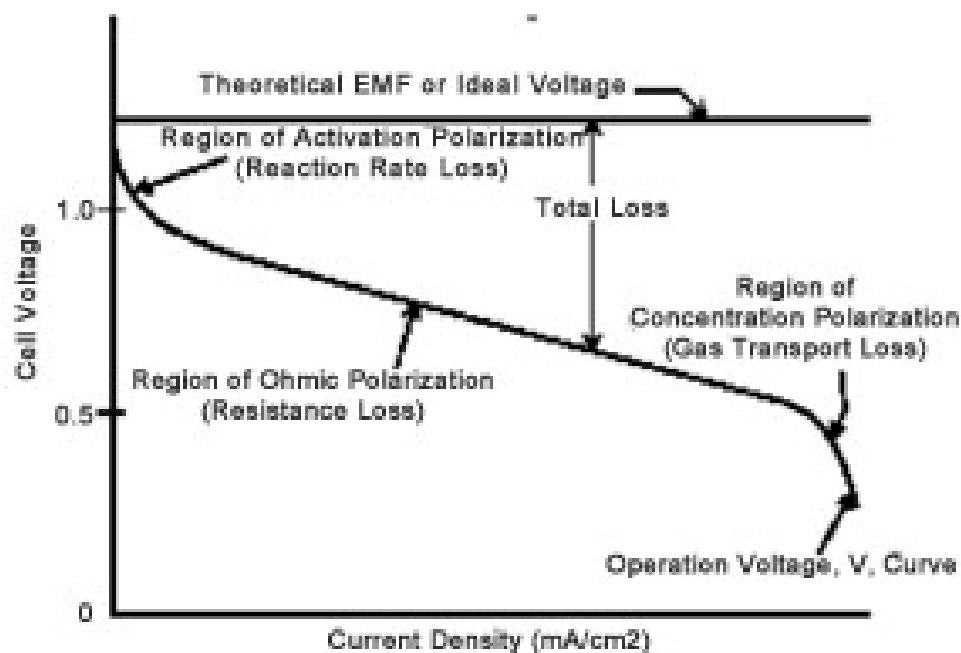 Theoretical EMF or Ideal Voltage
Region of Activation Polarization
(Reaction Rate Loss)
1.0
Total Loss
Cell Voltage
Region of
Concentration Polarization
(Gas Transport Loss)
Region of Ohmic Polarization
(Resistance Loss)
0.5
Operation Voltage, V, Curve
0
Current Density (mA/cm2)